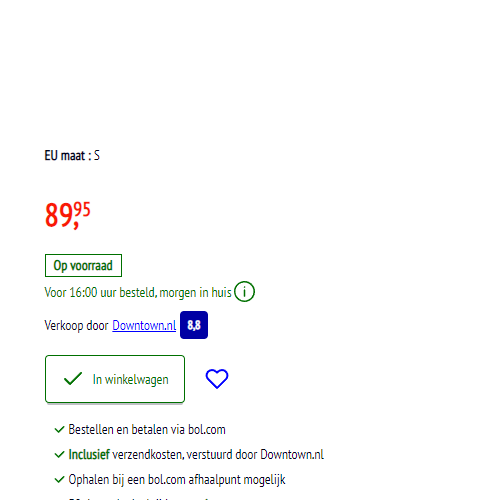 EU maat : S
89,95
Op voorraad
Voor 16:00 uur besteld, morgen in huis
Verkoop door Downtown.nl 8,8
In winkelwagen
Bestellen en betalen via bol.com
Inclusief verzendkosten, verstuurd door Downtown.nl
Ophalen bij een bol.com afhaalpunt mogelijk